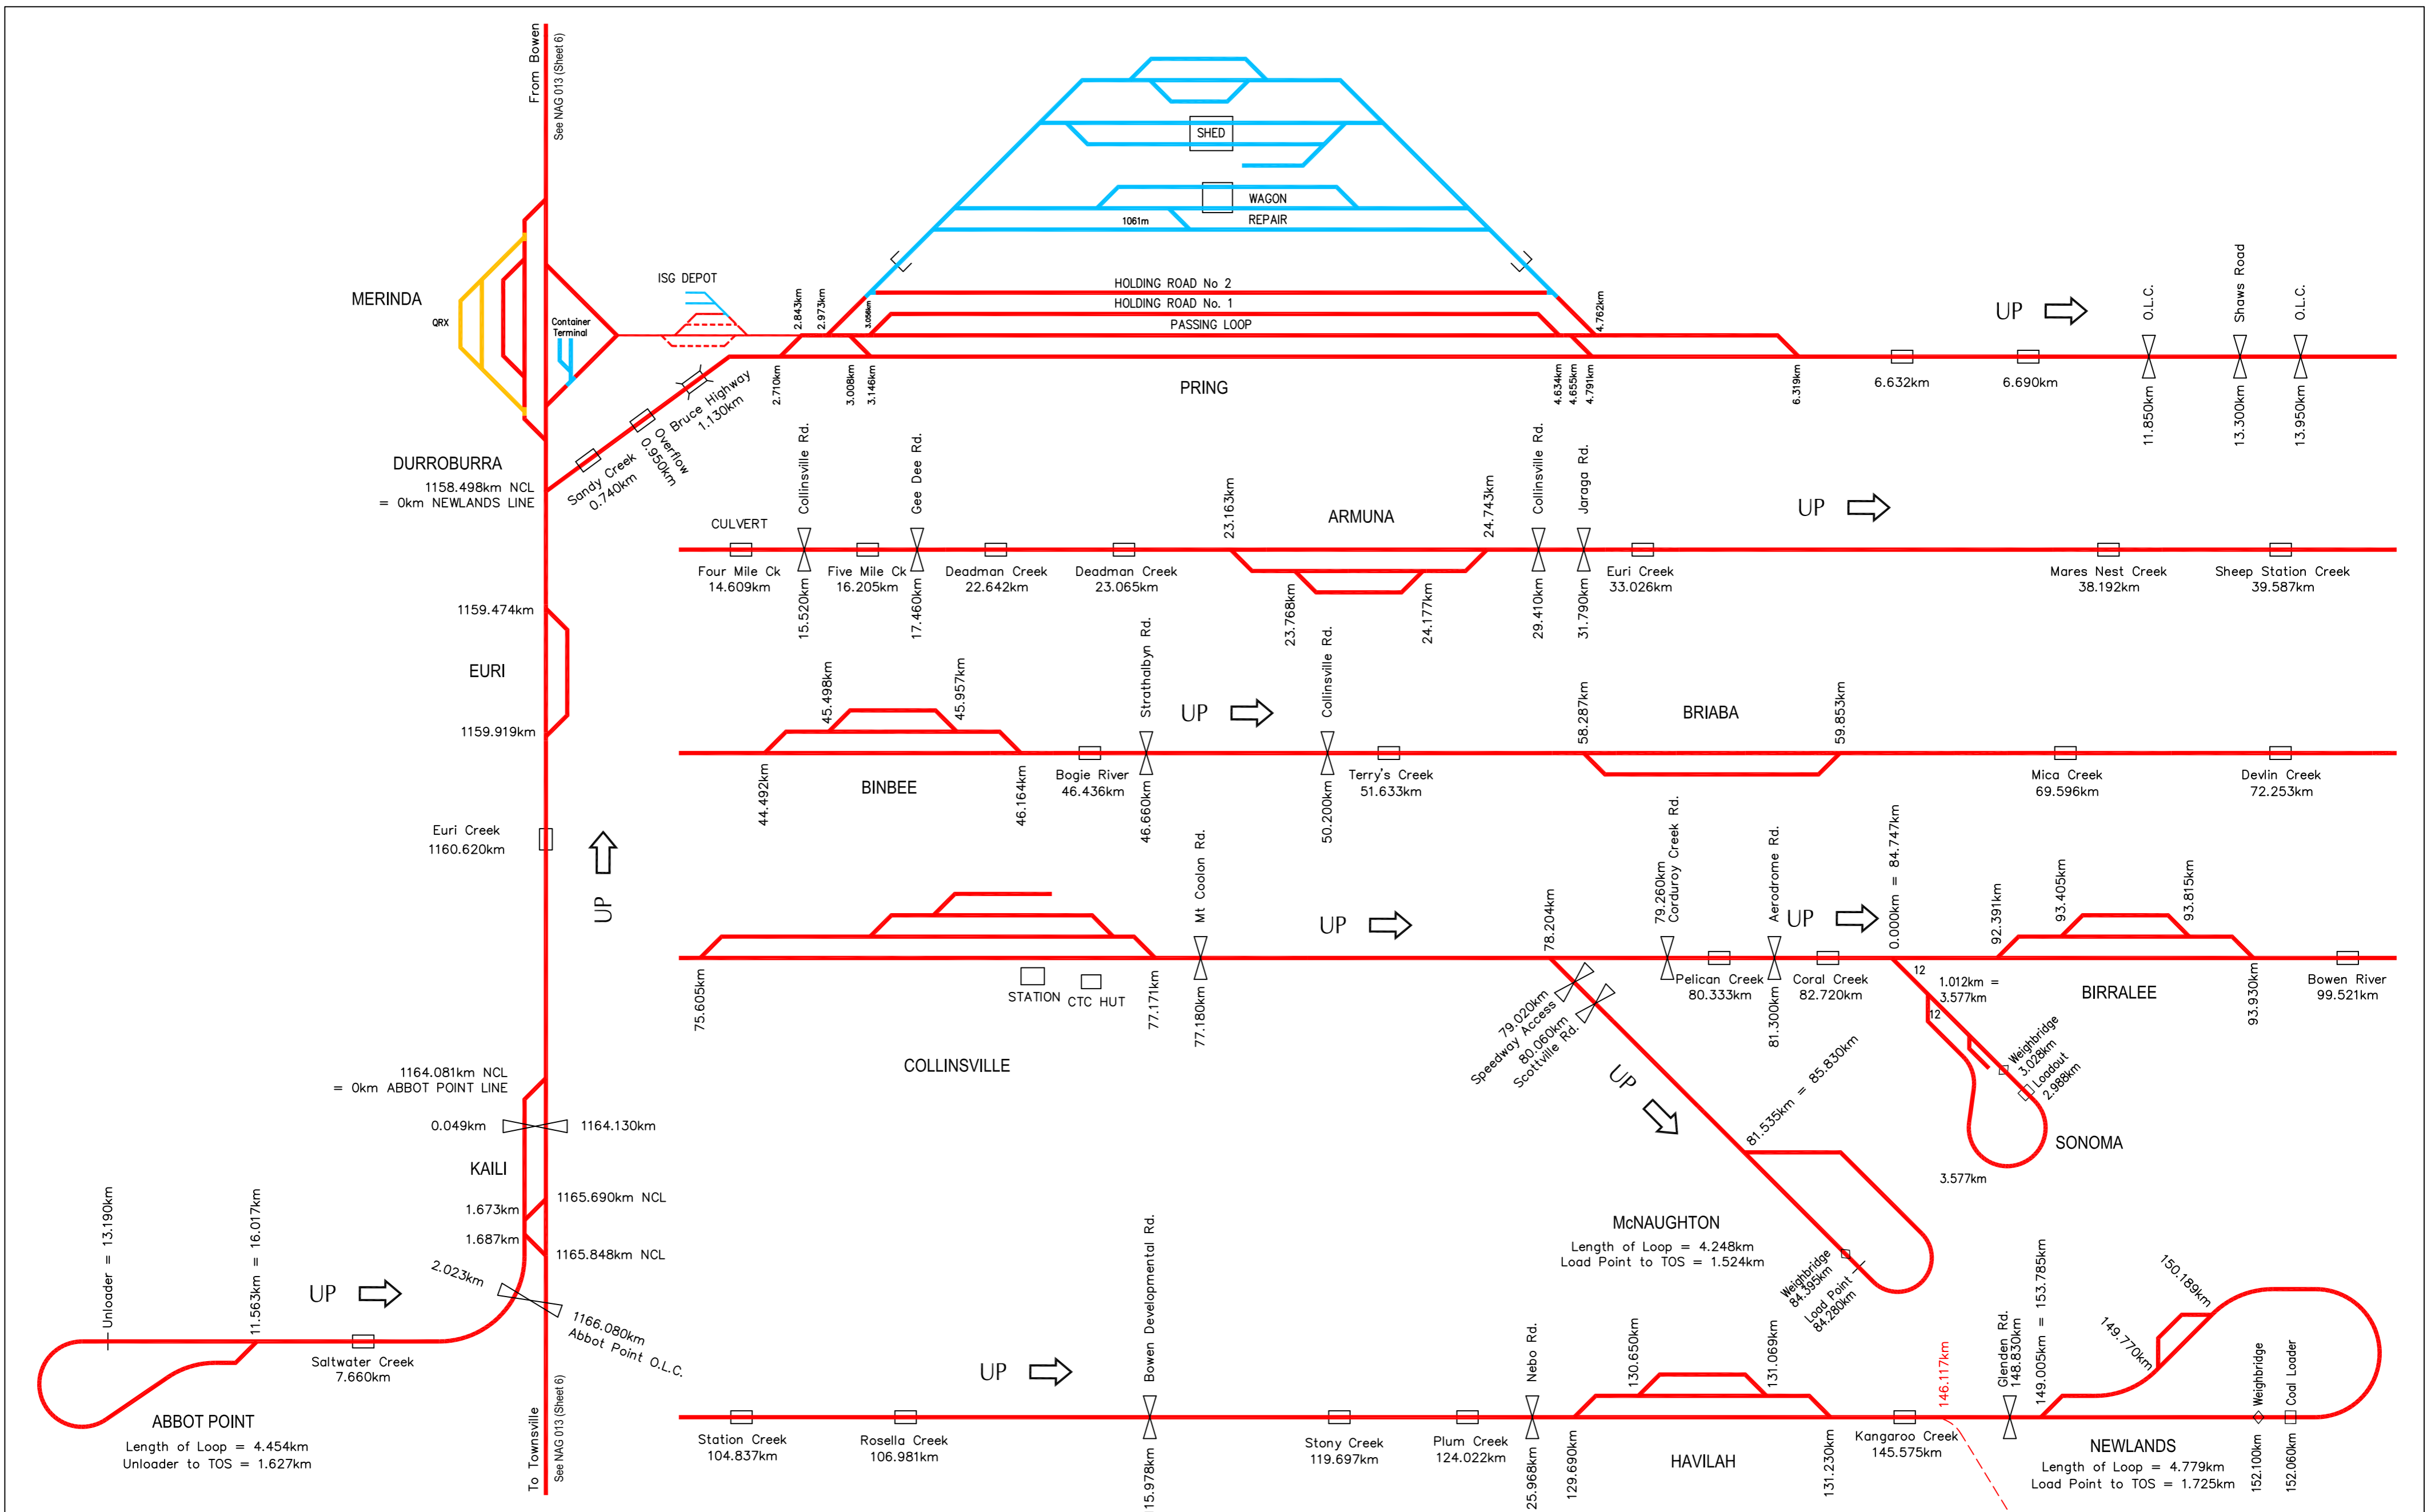 From Bowen
See NAG 013 (Sheet 6)
MERINDA
QRX
Container
Terminal
ISG DEPOT
SHED
WAGON
REPAIR
1061m
HOLDING ROAD No 2
HOLDING ROAD No. 1
PASSING LOOP
2.843km
2.973km
3.058km
4.762km
PRING
2.710km
3.008km
3.146km
4.634km
4.655km
4.791km
6.319km
UP
6.632km
6.690km
O.L.C.
11.850km
Shaws Road
13.300km
O.L.C.
13.950km
Bruce Highway
1.130km
Overflow
0.950km
Sandy Creek
0.740km
DURROBURRA
1158.498km NCL
= 0km NEWLANDS LINE
CULVERT
Four Mile Ck
14.609km
Collinsville Rd.
15.520km
Five Mile Ck
16.205km
Gee Dee Rd.
17.460km
Deadman Creek
22.642km
Deadman Creek
23.065km
23.163km
ARMUNA
24.743km
23.768km
24.177km
Collinsville Rd.
29.410km
Jaraga Rd.
31.790km
Euri Creek
33.026km
UP
Mares Nest Creek
38.192km
Sheep Station Creek
39.587km
1159.474km
EURI
1159.919km
44.492km
45.498km
45.957km
BINBEE
46.164km
Bogie River
46.436km
Strathalbyn Rd.
46.660km
UP
Collinsville Rd.
50.200km
Terry's Creek
51.633km
58.287km
BRIABA
59.853km
Mica Creek
69.596km
Devlin Creek
72.253km
Euri Creek
1160.620km
UP
75.605km
STATION
CTC HUT
COLLINSVILLE
77.171km
Mt Coolon Rd.
77.180km
UP
78.204km
79.260km
Corduroy Creek Rd.
Pelican Creek
80.333km
Aerodrome Rd.
81.300km
UP
Coral Creek
82.720km
0.000km = 84.747km
92.391km
93.405km
93.815km
BIRRALEE
93.930km
Bowen River
99.521km
12
12
1.012km =
3.577km
Weighbridge
3.028km
Loadout
2.988km
SONOMA
3.577km
79.020km
Speedway Access
80.060km
Scottville Rd.
UP
81.535km = 85.830km
McNAUGHTON
Length of Loop = 4.248km
Load Point to TOS = 1.524km
Weighbridge
84.395km
Load Point
84.280km
1164.081km NCL
= 0km ABBOT POINT LINE
0.049km
1164.130km
KAILI
1.673km
1165.690km NCL
1.687km
1165.848km NCL
2.023km
1166.080km
Abbot Point O.L.C.
Unloader = 13.190km
11.563km = 16.017km
UP
Saltwater Creek
7.660km
ABBOT POINT
Length of Loop = 4.454km
Unloader to TOS = 1.627km
To Townsville
See NAG 013 (Sheet 6)
Station Creek
104.837km
Rosella Creek
106.981km
UP
Bowen Developmental Rd.
15.978km
Stony Creek
119.697km
Plum Creek
124.022km
Nebo Rd.
25.968km
129.690km
130.650km
131.069km
HAVILAH
131.230km
Kangaroo Creek
145.575km
146.117km
Glenden Rd.
148.830km
149.005km = 153.785km
149.770km
150.189km
NEWLANDS
Length of Loop = 4.779km
Load Point to TOS = 1.725km
Weighbridge
152.100km
Coal Loader
152.060km